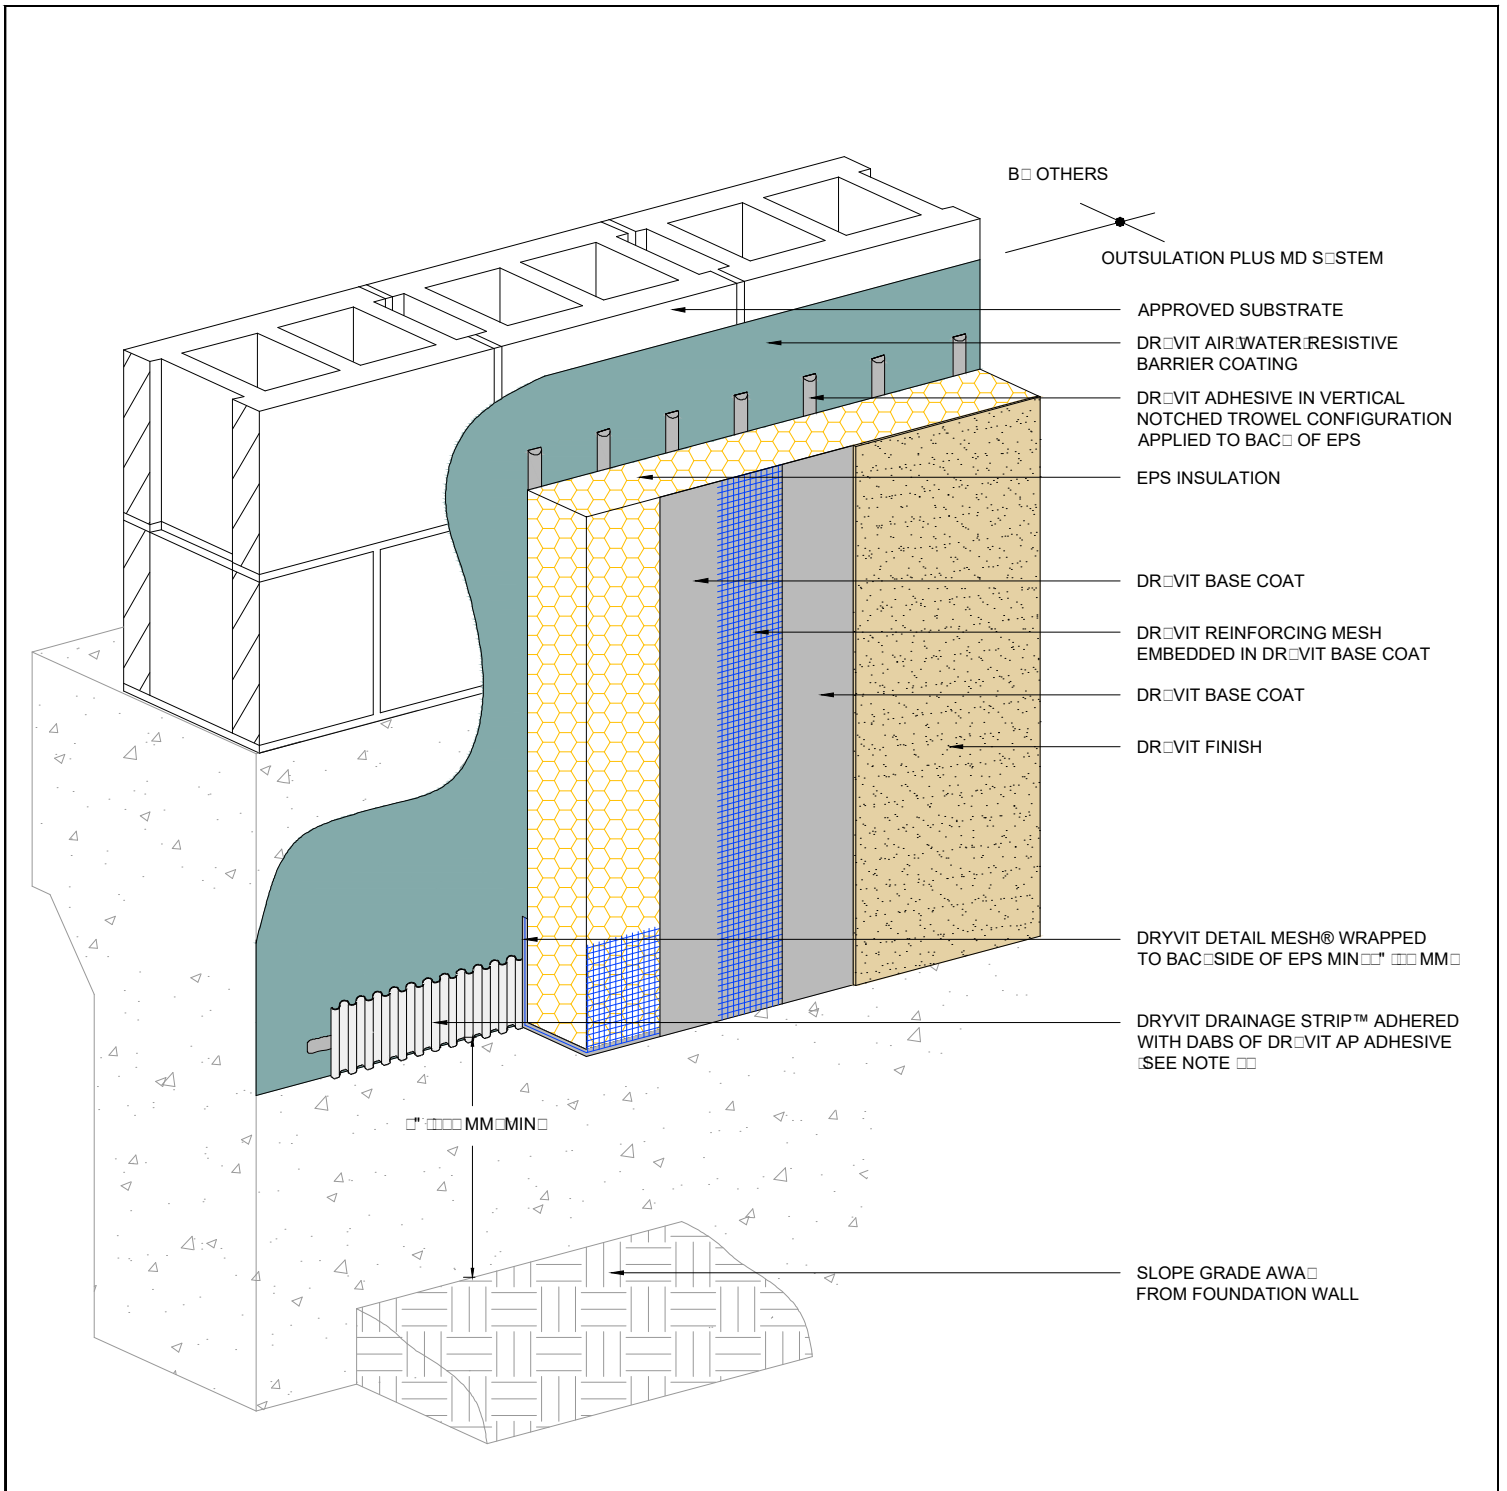 B□ OTHERS
OUTSULATION PLUS MD S□STEM
APPROVED SUBSTRATE
DR□VIT AIR□WATER□RESISTIVE
BARRIER COATING
DR□VIT ADHESIVE IN VERTICAL
NOTCHED TROWEL CONFIGURATION
APPLIED TO BAC□ OF EPS
EPS INSULATION
DR□VIT BASE COAT
DR□VIT REINFORCING MESH
EMBEDDED IN DR□VIT BASE COAT
DR□VIT BASE COAT
DR□VIT FINISH
DRYVIT DETAIL MESH® WRAPPED
TO BAC□SIDE OF EPS MIN□□" □□□ MM□
DRYVIT DRAINAGE STRIP™ ADHERED
WITH DABS OF DR□VIT AP ADHESIVE
□SEE NOTE □□
□" □□□□ MM□MIN□
SLOPE GRADE AWA□
FROM FOUNDATION WALL